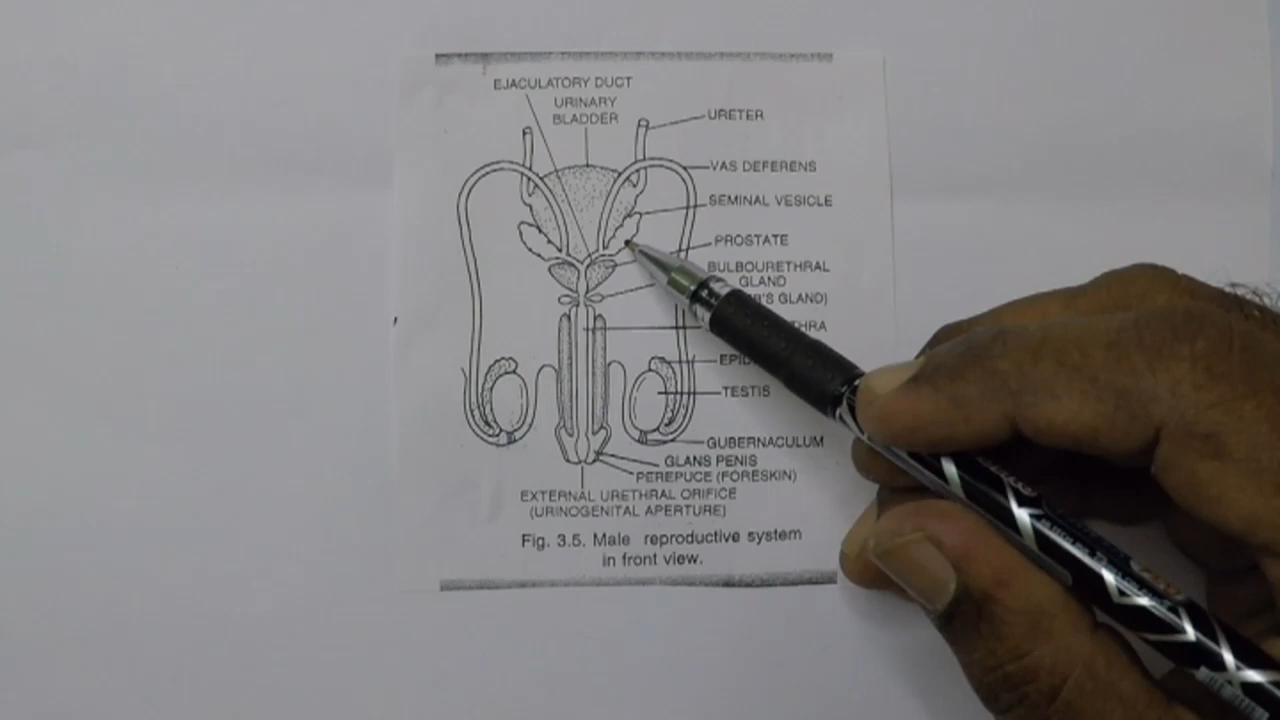 EJACULATORY DUCT
URINARY
BLADDER
URETER
VAS DEFERENS
SEMINAL VESICLE
PROSTATE
BULBOURETHRAL
GLAND
'S GLAND)
TESTIS
GUBERNACULUM
GLANS PENIS
PEREPUCE (FORESKIN)
EXTERNAL URETHRAL ORIFICE
(URINOGENITAL APERTURE)
Fig. 3.5. Male reproductive system
in front view.